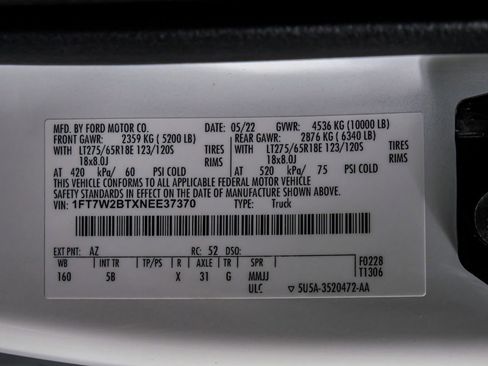 MFD. BY FORD MOTOR CO. DATE: 05/22 GVWR: 4536 KG (10000 LB)
FRONT GAWR: 2359 KG (5200 LB) REAR GAWR: 2876 KG (6340 LB)
WITH LT275/65R18E 123/120S TIRES WITH LT275/65R18E 123/120S TIRES
18x8.0J RIMS 18x8.0J RIMS
AT 420 kPa/ 60 PSI COLD AT 520 kPa/ 75 PSI COLD
THIS VEHICLE CONFORMS TO ALL APPLICABLE FEDERAL MOTOR VEHICLE
SAFETY STANDARDS IN EFFECT ON THE DATE OF MANUFACTURE SHOWN ABOVE.
VIN: 1FT7W2BTXNEE37370 TYPE: Truck
EXT PNT: AZ RC: 52 DSO:
WB INT TR TP/PS R AXLE TR SPR F0228
160 5B X 31 G MMJJ T1306
ULC ▽ 5U5A-3520472-AA